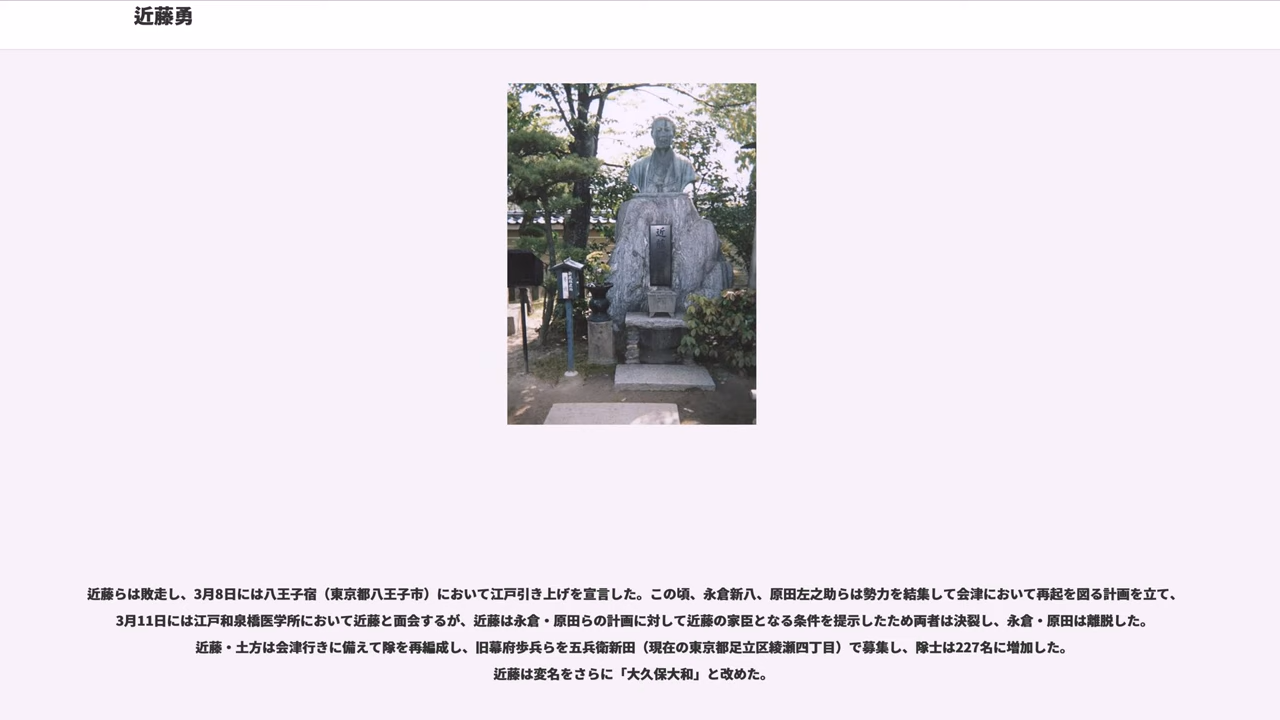 近藤勇
近
近藤らは敗走し、3月8日には八王子宿（東京都八王子市）において江戸引き上げを宣言した。この頃、永倉新八、原田左之助らは勢力を結集して会津において再起を図る計画を立て、
3月11日には江戸和泉橋医学所において近藤と面会するが、近藤は永倉・原田らの計画に対して近藤の家臣となる条件を提示したため両者は決裂し、永倉・原田は離脱した。
近藤・土方は会津行きに備えて隊を再編成し、旧幕府歩兵らを五兵衛新田（現在の東京都足立区綾瀬四丁目）で募集し、隊士は227名に増加した。
近藤は変名をさらに「大久保大和」と改めた。